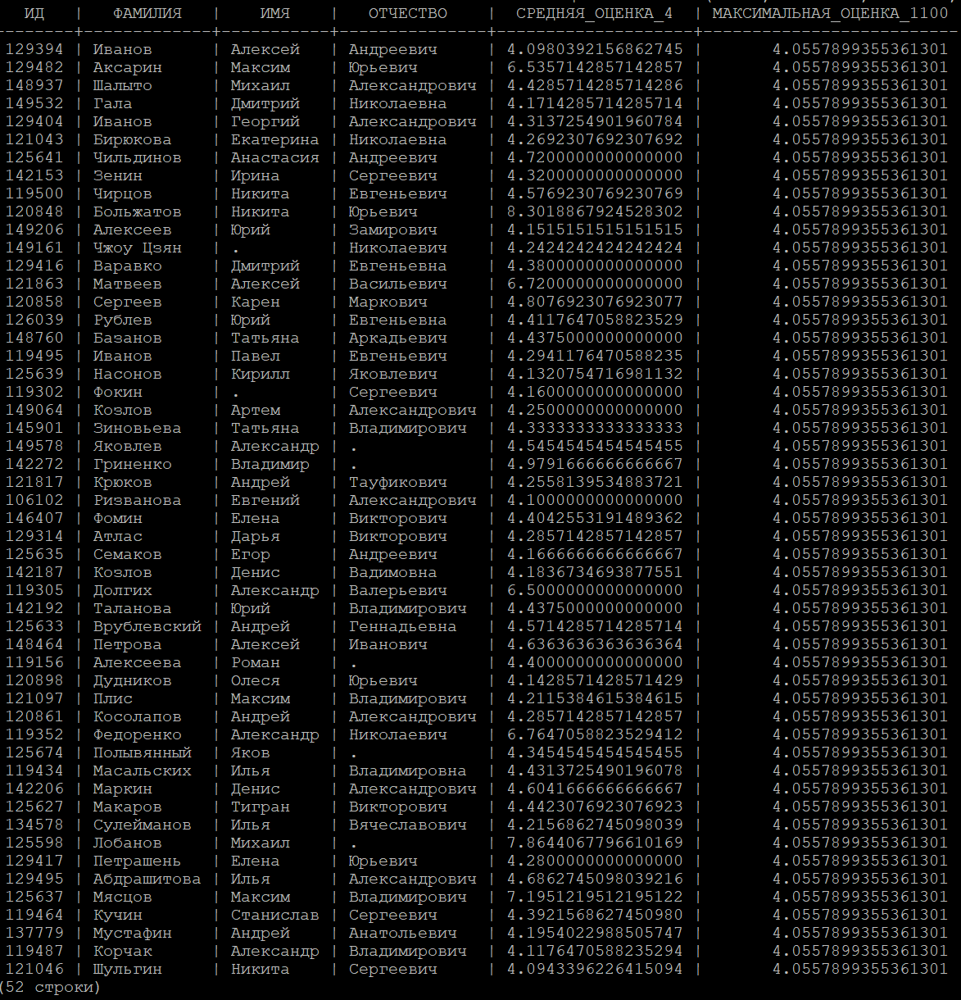 ИД | ФАМИЛИЯ | ИМЯ | ОТЧЕСТВО | СРЕДНЯЯ_ОЦЕНКА_4 | МАКСИМАЛЬНАЯ_ОЦЕНКА_1100
--------+-------------+-----------+---------------+--------------------+--------------------------
129394 | Иванов | Алексей | Андреевич | 4.0980392156862745 | 4.0557899355361301
129482 | Аксарин | Максим | Юрьевич | 6.5357142857142857 | 4.0557899355361301
148937 | Шалыто | Михаил | Александрович | 4.4285714285714286 | 4.0557899355361301
149532 | Гала | Дмитрий | Николаевна | 4.1714285714285714 | 4.0557899355361301
129404 | Иванов | Георгий | Александрович | 4.3137254901960784 | 4.0557899355361301
121043 | Бирюкова | Екатерина | Николаевна | 4.2692307692307692 | 4.0557899355361301
125641 | Чильдинов | Анастасия | Андреевич | 4.7200000000000000 | 4.0557899355361301
142153 | Зенин | Ирина | Сергеевич | 4.3200000000000000 | 4.0557899355361301
119500 | Чирцов | Никита | Евгеньевич | 4.5769230769230769 | 4.0557899355361301
120848 | Больжатов | Никита | Юрьевич | 8.3018867924528302 | 4.0557899355361301
149206 | Алексеев | Юрий | Замирович | 4.1515151515151515 | 4.0557899355361301
149161 | Чжоу Цзян | . | Николаевич | 4.2424242424242424 | 4.0557899355361301
129416 | Варавко | Дмитрий | Евгеньевна | 4.3800000000000000 | 4.0557899355361301
121863 | Матвеев | Алексей | Васильевич | 6.7200000000000000 | 4.0557899355361301
120858 | Сергеев | Карен | Маркович | 4.8076923076923077 | 4.0557899355361301
126039 | Рублев | Юрий | Евгеньевна | 4.4117647058823529 | 4.0557899355361301
148760 | Базанов | Татьяна | Аркадьевич | 4.4375000000000000 | 4.0557899355361301
119495 | Иванов | Павел | Евгеньевич | 4.2941176470588235 | 4.0557899355361301
125639 | Насонов | Кирилл | Яковлевич | 4.1320754716981132 | 4.0557899355361301
119302 | Фокин | . | Сергеевич | 4.1600000000000000 | 4.0557899355361301
149064 | Козлов | Артем | Александрович | 4.2500000000000000 | 4.0557899355361301
145901 | Зиновьева | Татьяна | Владимирович | 4.3333333333333333 | 4.0557899355361301
149578 | Яковлев | Александр | . | 4.5454545454545455 | 4.0557899355361301
142272 | Гриненко | Владимир | . | 4.9791666666666667 | 4.0557899355361301
121817 | Крюков | Андрей | Тауфикович | 4.2558139534883721 | 4.0557899355361301
106102 | Ризванова | Евгений | Александрович | 4.1000000000000000 | 4.0557899355361301
146407 | Фомин | Елена | Викторович | 4.4042553191489362 | 4.0557899355361301
129314 | Атлас | Дарья | Викторович | 4.2857142857142857 | 4.0557899355361301
125635 | Семаков | Егор | Андреевич | 4.1666666666666667 | 4.0557899355361301
142187 | Козлов | Денис | Вадимовна | 4.1836734693877551 | 4.0557899355361301
119305 | Долгих | Александр | Валерьевич | 6.5000000000000000 | 4.0557899355361301
142192 | Таланова | Юрий | Владимирович | 4.4375000000000000 | 4.0557899355361301
125633 | Врублевский | Андрей | Геннадьевна | 4.5714285714285714 | 4.0557899355361301
148464 | Петрова | Алексей | Иванович | 4.6363636363636364 | 4.0557899355361301
119156 | Алексеева | Роман | . | 4.4000000000000000 | 4.0557899355361301
120898 | Дудников | Олеся | Юрьевич | 4.1428571428571429 | 4.0557899355361301
121097 | Плис | Максим | Владимирович | 4.2115384615384615 | 4.0557899355361301
120861 | Косолапов | Андрей | Александрович | 4.2857142857142857 | 4.0557899355361301
119352 | Федоренко | Александр | Николаевич | 6.7647058823529412 | 4.0557899355361301
125674 | Полывянный | Яков | . | 4.3454545454545455 | 4.0557899355361301
119434 | Масальских | Илья | Владимировна | 4.4313725490196078 | 4.0557899355361301
142206 | Маркин | Денис | Александрович | 4.6041666666666667 | 4.0557899355361301
125627 | Макаров | Тигран | Викторович | 4.4423076923076923 | 4.0557899355361301
134578 | Сулейманов | Илья | Вячеславович | 4.2156862745098039 | 4.0557899355361301
125598 | Лобанов | Михаил | . | 7.8644067796610169 | 4.0557899355361301
129417 | Петрашень | Елена | Юрьевич | 4.2800000000000000 | 4.0557899355361301
129495 | Абдрашитова | Илья | Александрович | 4.6862745098039216 | 4.0557899355361301
125637 | Мясцов | Максим | Владимирович | 7.1951219512195122 | 4.0557899355361301
119464 | Кучин | Станислав | Сергеевич | 4.3921568627450980 | 4.0557899355361301
137779 | Мустафин | Андрей | Анатольевич | 4.1954022988505747 | 4.0557899355361301
119487 | Корчак | Александр | Владимирович | 4.1176470588235294 | 4.0557899355361301
121046 | Шульгин | Никита | Сергеевич | 4.0943396226415094 | 4.0557899355361301
(52 строки)